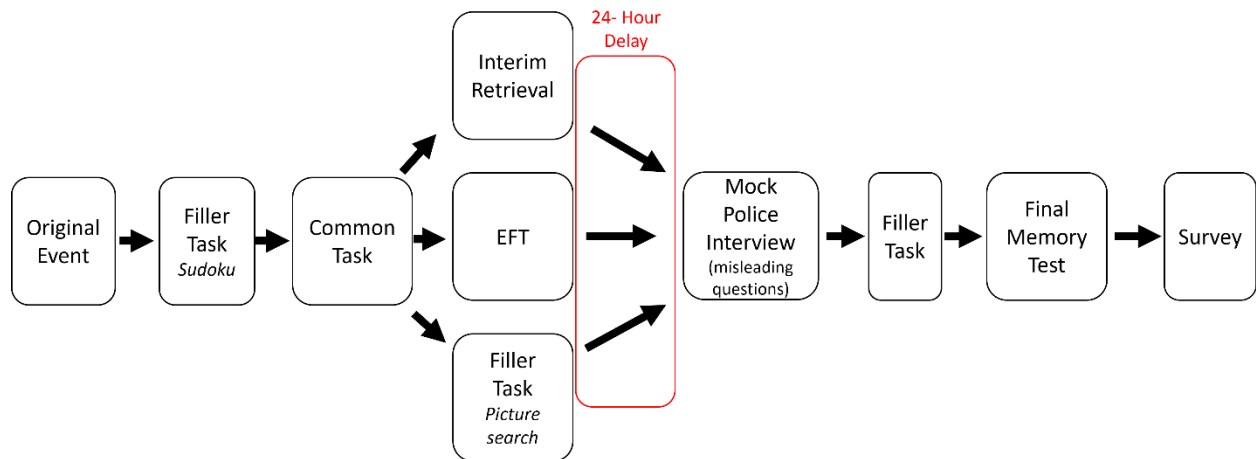 24- Hour
Delay
Interim
Retrieval
Original
Event
Filler
Task
Sudoku
Common
Task
EFT
Filler
Task
Picture
search
Mock
Police
Interview
(misleading
questions)
Filler
Task
Final
Memory
Test
Survey